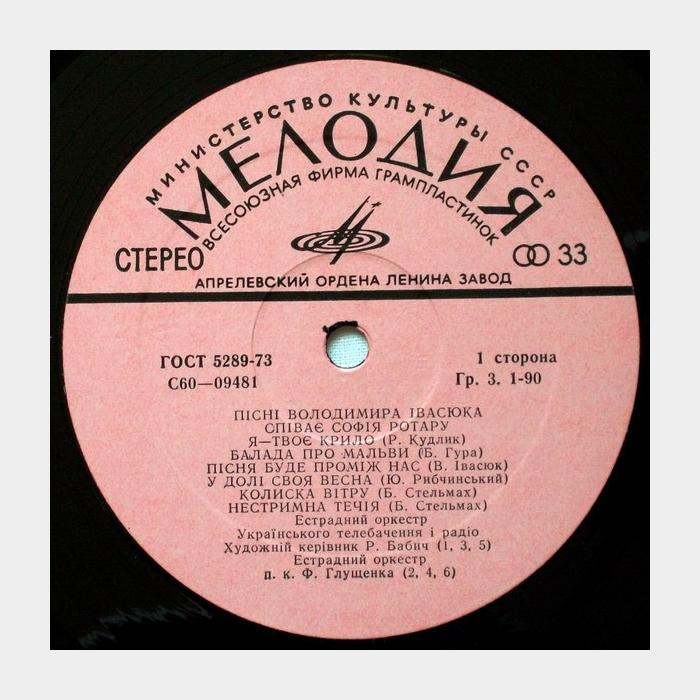 МИНИСТЕРСТВО КУЛЬТУРЫ СССР
МЕЛОДИЯ
ВСЕСОЮЗНАЯ ФИРМА ГРАМПЛАСТИНОК
СТЕРЕО
33
АПРЕЛЕВСКИЙ ОРДЕНА ЛЕНИНА ЗАВОД
ГОСТ 5289-73
1 сторона
С60—09481
Гр. 3. 1-90
ПІСНІ ВОЛОДИМИРА ІВАСЮКА
СПІВАЄ СОФІЯ РОТАРУ
Я—ТВОЄ КРИЛО (Р. Кудлик)
БАЛАДА ПРО МАЛЬВИ (Б. Гура)
ПІСНЯ БУДЕ ПРОМІЖ НАС (В. Івасюк)
У ДОЛІ СВОЯ ВЕСНА (Ю. Рибчинський)
КОЛИСКА ВІТРУ (Б. Стельмах)
НЕСТРИМНА ТЕЧІЯ (Б. Стельмах)
Естрадний оркестр
Українського телебачення і радіо
Художній керівник Р. Бабич (1, 3, 5)
Естрадний оркестр
п. к. Ф. Глущенка (2, 4, 6)